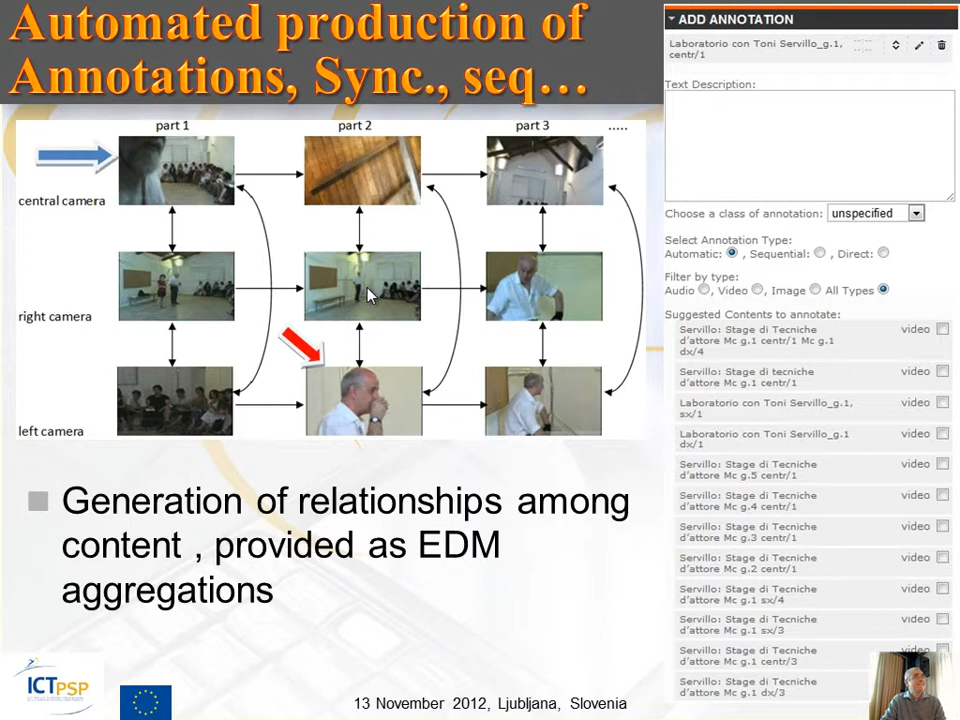 Automated production of
Annotations, Sync., seq…
part 1
part 2
part 3
.....
central camera
right camera
left camera
Generation of relationships among
content , provided as EDM
aggregations
ICT PSP
13 November 2012, Ljubljana, Slovenia
ADD ANNOTATION
Laboratorio con Toni Servillo_g.1,
centr/1
Text Description:
Choose a class of annotation: unspecified
Select Annotation Type:
Automatic: , Sequential: , Direct:
Filter by type:
Audio , Video , Image All Types
Suggested Contents to annotate:
Servillo: Stage di Tecniche video
d'attore Mc g.1 centr/1 Mc g.1
dx/4
Servillo: Stage di tecniche video
d'attore Mc g.1 centr/1
Laboratorio con Toni Servillo_g.1, video
sx/1
Laboratorio con Toni Servillo_g.1 video
dx/1
Servillo: Stage di Tecniche video
d'attore Mc g.5 centr/1
Servillo: Stage di Tecniche video
d'attore Mc g.4 centr/1
Servillo: Stage di Tecniche video
d'attore Mc g.3 centr/1
Servillo: Stage di Tecniche video
d'attore Mc g.2 centr/1
Servillo: Stage di Tecniche video
d'attore Mc g.1 sx/4
Servillo: Stage di Tecniche video
d'attore Mc g.1 sx/3
Servillo: Stage di Tecniche video
d'attore Mc g.1 centr/3
Servillo: Stage di Tecniche
d'attore Mc g.1 dx/3